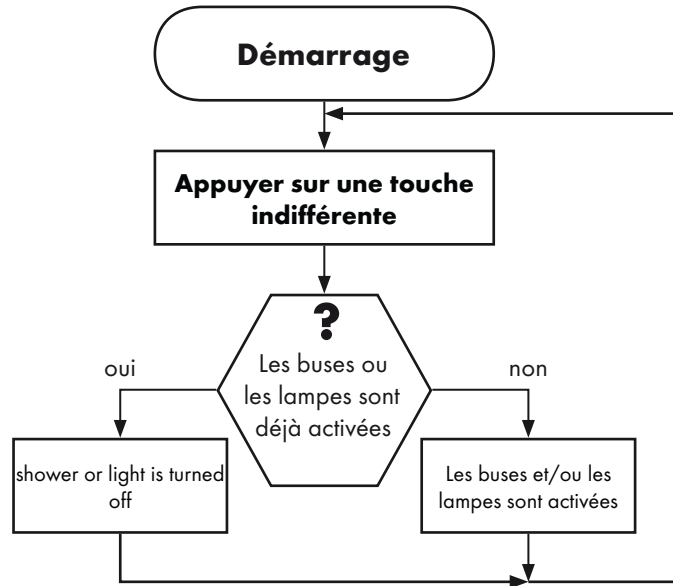 Démarrage
Appuyer sur une touche
indifférente
?
Les buses ou
les lampes sont
déjà activées
oui
non
shower or light is turned
off
Les buses et/ou les
lampes sont activées